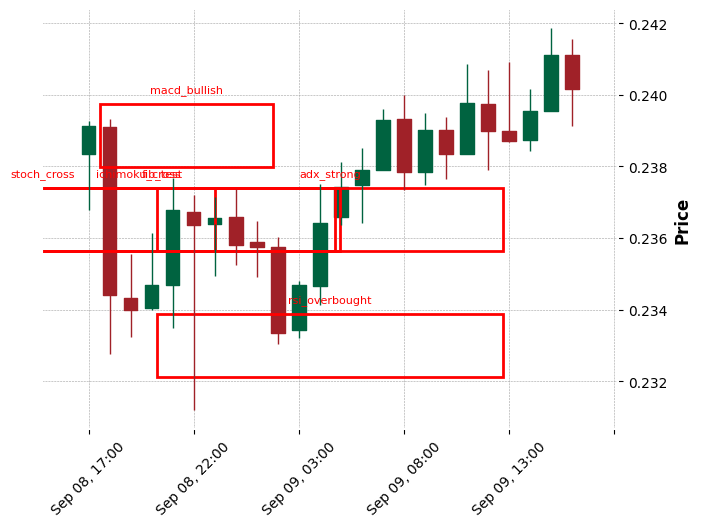 macd_bullish
stoch_cross
fib_test
adx_strong
rsi_overbought
0.242
0.240
0.238
0.236
0.234
0.232
Price
Sep 08, 17:00
Sep 08, 22:00
Sep 09, 03:00
Sep 09, 08:00
Sep 09, 13:00